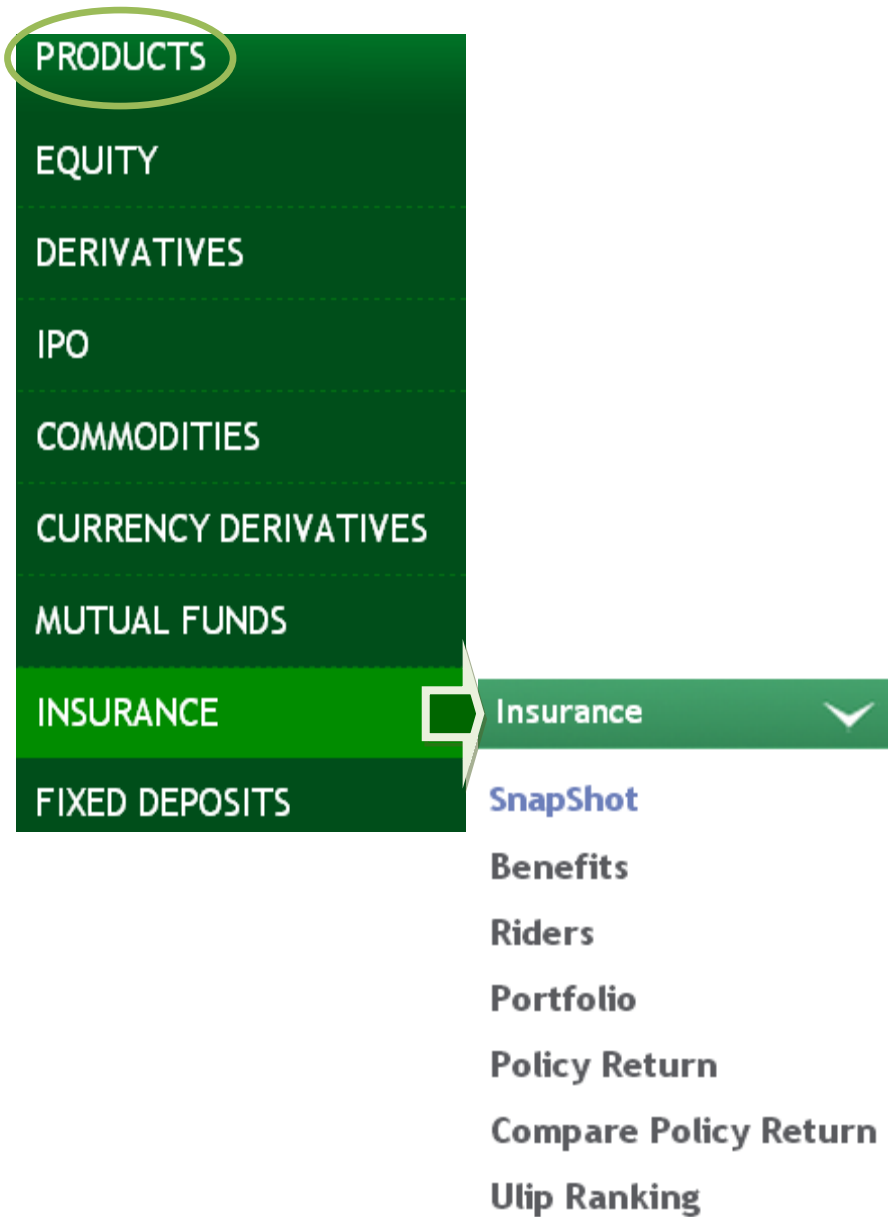 PRODUCTS
EQUITY
DERIVATIVES
IPO
COMMODITIES
CURRENCY DERIVATIVES
MUTUAL FUNDS
INSURANCE
FIXED DEPOSITS
Insurance
SnapShot
Benefits
Riders
Portfolio
Policy Return
Compare Policy Return
Ulip Ranking